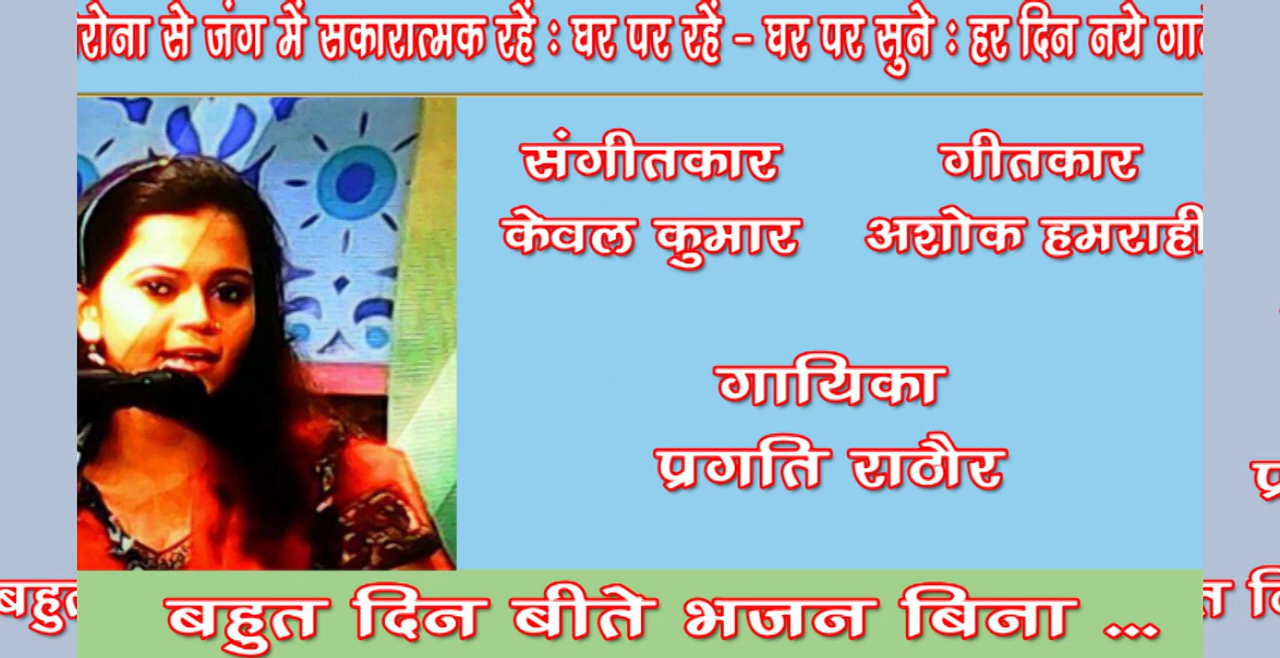 रोना से जंग में सकारात्मक रहें : घर पर रहें - घर पर सुने : हर दिन नये गा
संगीतकार गीतकार
केवल कुमार अशोक हमराही
गायिका
प्रगति राठौर
बहुत दिन बीते भजन बिना ...